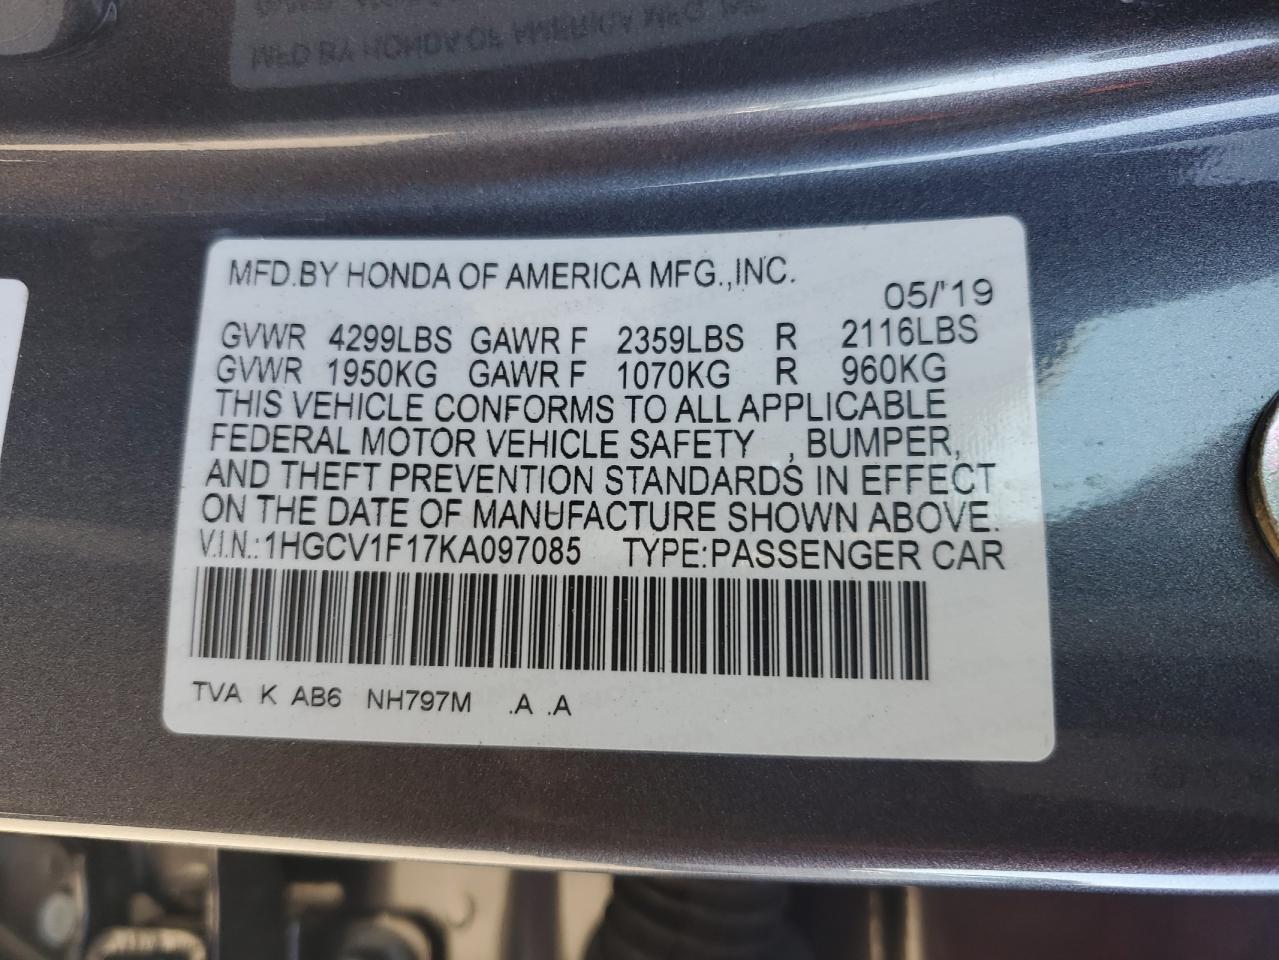 MFD.BY HONDA OF AMERICA MFG.,INC.
05/'19
GVWR 4299LBS GAWR F 2359LBS R 2116LBS
GVWR 1950KG GAWR F 1070KG R 960KG
THIS VEHICLE CONFORMS TO ALL APPLICABLE
FEDERAL MOTOR VEHICLE SAFETY , BUMPER,
AND THEFT PREVENTION STANDARDS IN EFFECT
ON THE DATE OF MANUFACTURE SHOWN ABOVE.
V.I.N.:1HGCV1F17KA097085 TYPE:PASSENGER CAR
TVA K AB6 NH797M .A .A